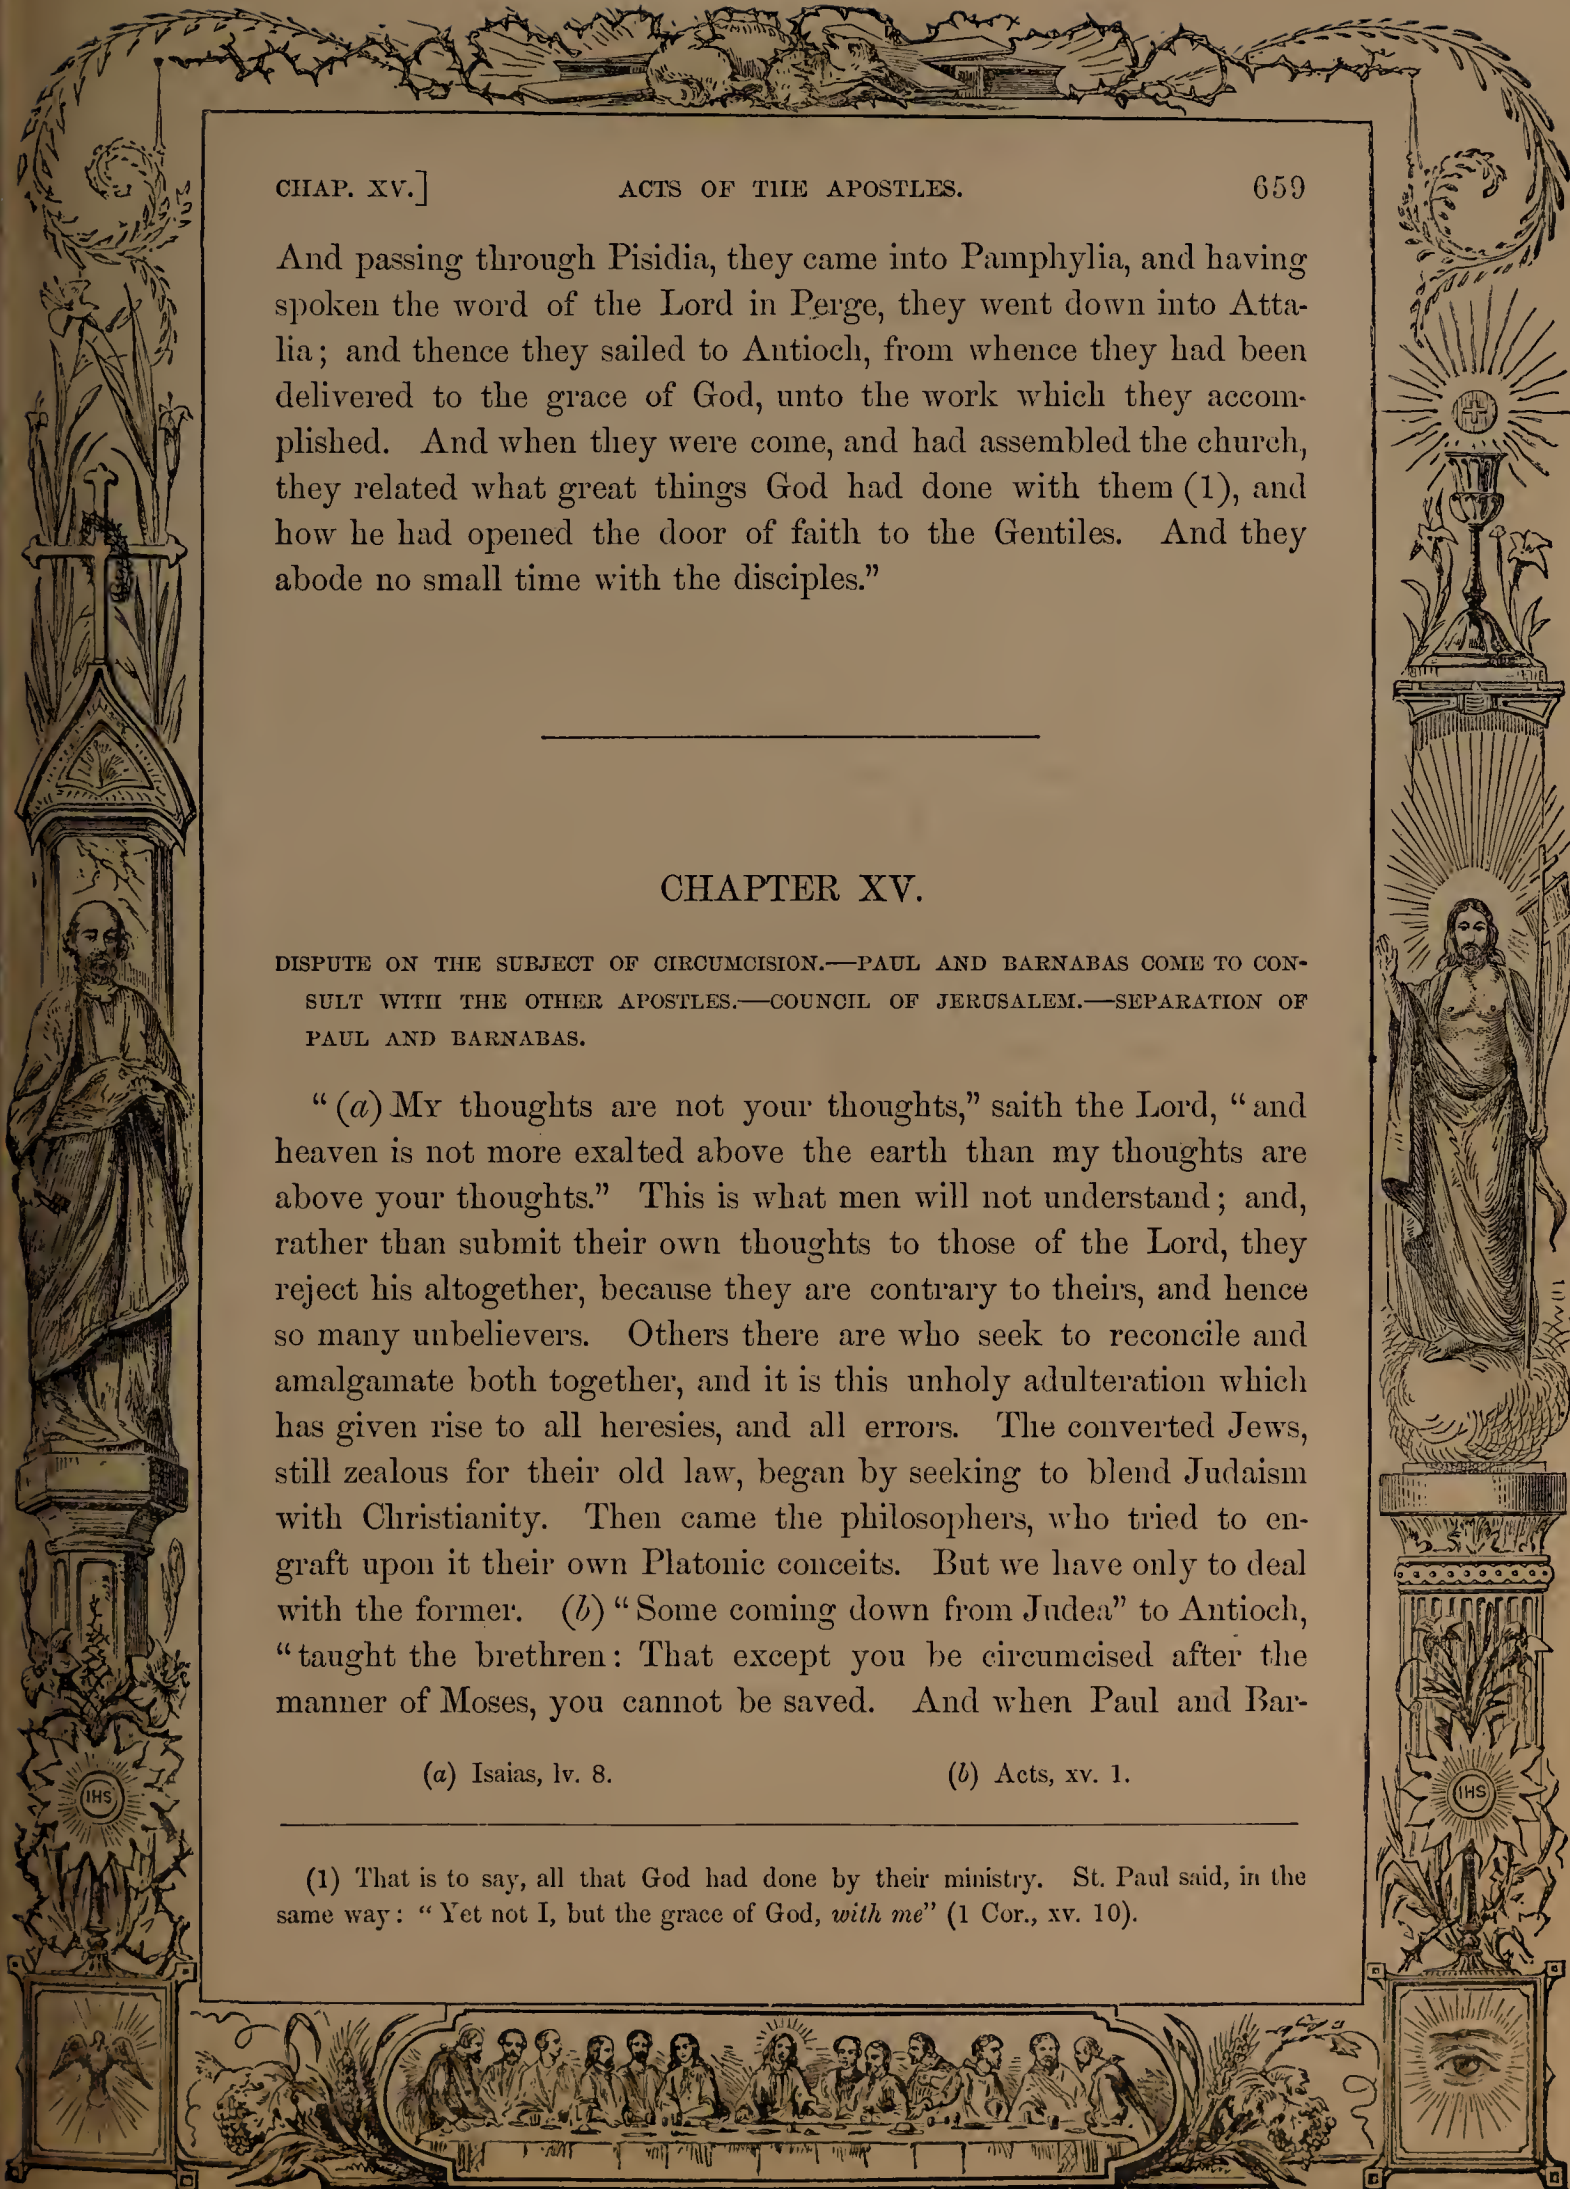 CHAP. XV.] ACTS OF THE APOSTLES. 659
And passing through Pisidia, they came into Pamphylia, and having
spoken the word of the Lord in Perge, they went down into Atta-
lia; and thence they sailed to Antioch, from whence they had been
delivered to the grace of God, unto the work which they accom-
plished. And when they were come, and had assembled the church,
they related what great things God had done with them (1), and
how he had opened the door of faith to the Gentiles. And they
abode no small time with the disciples.”
CHAPTER XV.
DISPUTE ON THE SUBJECT OF CIRCUMCISION.—PAUL AND BARNABAS COME TO CON-
SULT WITH THE OTHER APOSTLES.—COUNCIL OF JERUSALEM.—SEPARATION OF
PAUL AND BARNABAS.
“(a) MY thoughts are not your thoughts,” saith the Lord, “and
heaven is not more exalted above the earth than my thoughts are
above your thoughts.” This is what men will not understand; and,
rather than submit their own thoughts to those of the Lord, they
reject his altogether, because they are contrary to theirs, and hence
so many unbelievers. Others there are who seek to reconcile and
amalgamate both together, and it is this unholy adulteration which
has given rise to all heresies, and all errors. The converted Jews,
still zealous for their old law, began by seeking to blend Judaism
with Christianity. Then came the philosophers, who tried to en-
graft upon it their own Platonic conceits. But we have only to deal
with the former. (b) “Some coming down from Judea” to Antioch,
“taught the brethren: That except you be circumcised after the
manner of Moses, you cannot be saved. And when Paul and Bar-
(a) Isaias, lv. 8. (b) Acts, xv. 1.
(1) That is to say, all that God had done by their ministry. St. Paul said, in the
same way: “Yet not I, but the grace of God, with me” (1 Cor., xv. 10).
IHS
IHS